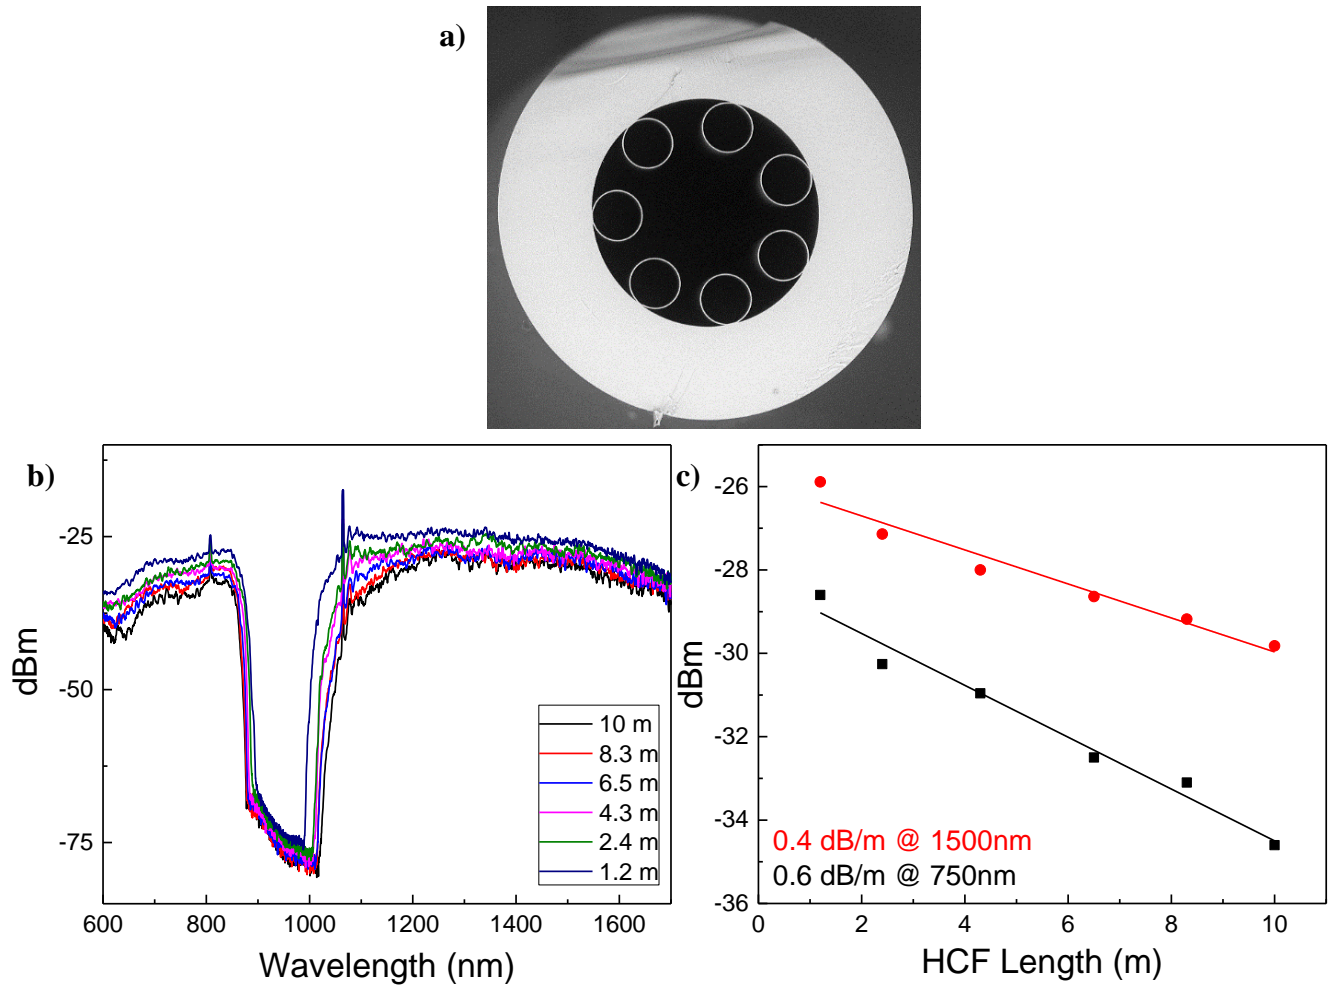 a)
b)
-25
-50
-75
dBm
600
800
1000
1200
1400
1600
Wavelength (nm)
10 m
8.3 m
6.5 m
4.3 m
2.4 m
1.2 m
c)
-26
-28
-30
-32
-34
-36
dBm
0
2
4
6
8
10
HCF Length (m)
0.4 dB/m @ 1500nm
0.6 dB/m @ 750nm